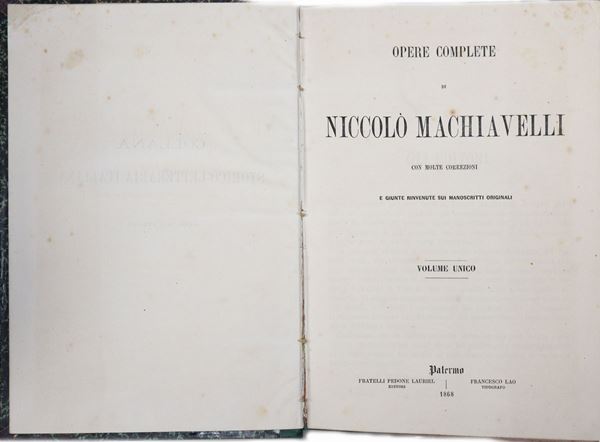 OPERE COMPLETE
DI
NICCOLÒ MACHIAVELLI
CON MOLTE CORREZIONI
E GIUNTE RINVENUTE SUI MANOSCRITTI ORIGINALI
VOLUME UNICO
Palermo
FRATELLI PEDONE LAURIEL
EDITORI
FRANCESCO LAO
TIPOGRAFO
1868